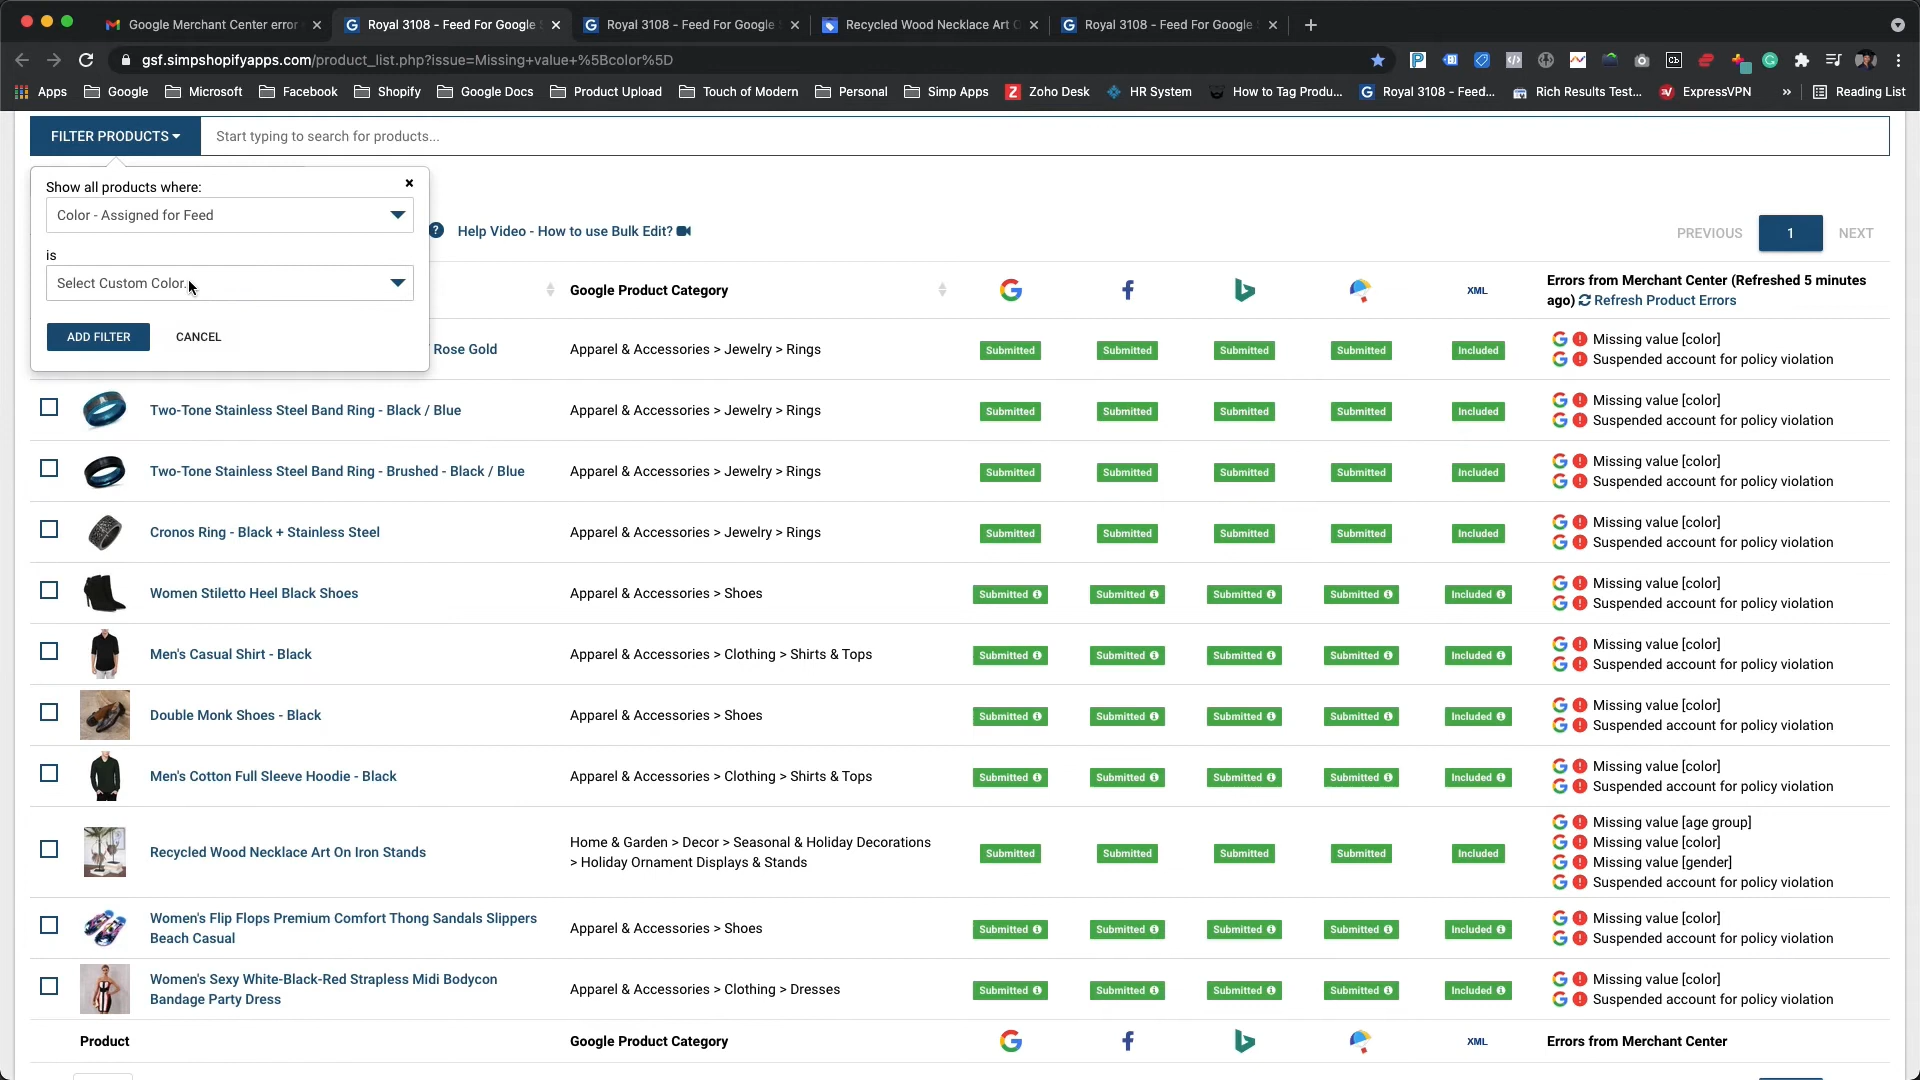 Google Merchant Center error
Royal 3108 - Feed For Google
Royal 3108 - Feed For Google
Recycled Wood Necklace Art
Royal 3108 - Feed For Google
gsf.simpshopifyapps.com/product_list.php?issue=Missing+value+%5Bcolor%5D
Apps
Google
Microsoft
Facebook
Shopify
Google Docs
Product Upload
Touch of Modern
Personal
Simp Apps
Zoho Desk
HR System
How to Tag Produ...
Royal 3108 - Feed...
Rich Results Test...
ExpressVPN
»
Reading List
FILTER PRODUCTS
Start typing to search for products...
Show all products where:
Color - Assigned for Feed
is
Select Custom Color.
ADD FILTER
CANCEL
Help Video - How to use Bulk Edit?
PREVIOUS
1
NEXT
Google Product Category
XML
Errors from Merchant Center (Refreshed 5 minutes
ago) Refresh Product Errors
/ Rose Gold
Apparel & Accessories > Jewelry > Rings
Submitted
Submitted
Submitted
Submitted
Included
Missing value [color]
Suspended account for policy violation
Two-Tone Stainless Steel Band Ring - Black / Blue
Apparel & Accessories > Jewelry > Rings
Submitted
Submitted
Submitted
Submitted
Included
Missing value [color]
Suspended account for policy violation
Two-Tone Stainless Steel Band Ring - Brushed - Black / Blue
Apparel & Accessories > Jewelry > Rings
Submitted
Submitted
Submitted
Submitted
Included
Missing value [color]
Suspended account for policy violation
Cronos Ring - Black + Stainless Steel
Apparel & Accessories > Jewelry > Rings
Submitted
Submitted
Submitted
Submitted
Included
Missing value [color]
Suspended account for policy violation
Women Stiletto Heel Black Shoes
Apparel & Accessories > Shoes
Submitted
Submitted
Submitted
Submitted
Included
Missing value [color]
Suspended account for policy violation
Men's Casual Shirt - Black
Apparel & Accessories > Clothing > Shirts & Tops
Submitted
Submitted
Submitted
Submitted
Included
Missing value [color]
Suspended account for policy violation
Double Monk Shoes - Black
Apparel & Accessories > Shoes
Submitted
Submitted
Submitted
Submitted
Included
Missing value [color]
Suspended account for policy violation
Men's Cotton Full Sleeve Hoodie - Black
Apparel & Accessories > Clothing > Shirts & Tops
Submitted
Submitted
Submitted
Submitted
Included
Missing value [color]
Suspended account for policy violation
Recycled Wood Necklace Art On Iron Stands
Home & Garden > Decor > Seasonal & Holiday Decorations
> Holiday Ornament Displays & Stands
Submitted
Submitted
Submitted
Submitted
Included
Missing value [age group]
Missing value [color]
Missing value [gender]
Suspended account for policy violation
Women's Flip Flops Premium Comfort Thong Sandals Slippers
Beach Casual
Apparel & Accessories > Shoes
Submitted
Submitted
Submitted
Submitted
Included
Missing value [color]
Suspended account for policy violation
Women's Sexy White-Black-Red Strapless Midi Bodycon
Bandage Party Dress
Apparel & Accessories > Clothing > Dresses
Submitted
Submitted
Submitted
Submitted
Included
Missing value [color]
Suspended account for policy violation
Product
Google Product Category
XML
Errors from Merchant Center